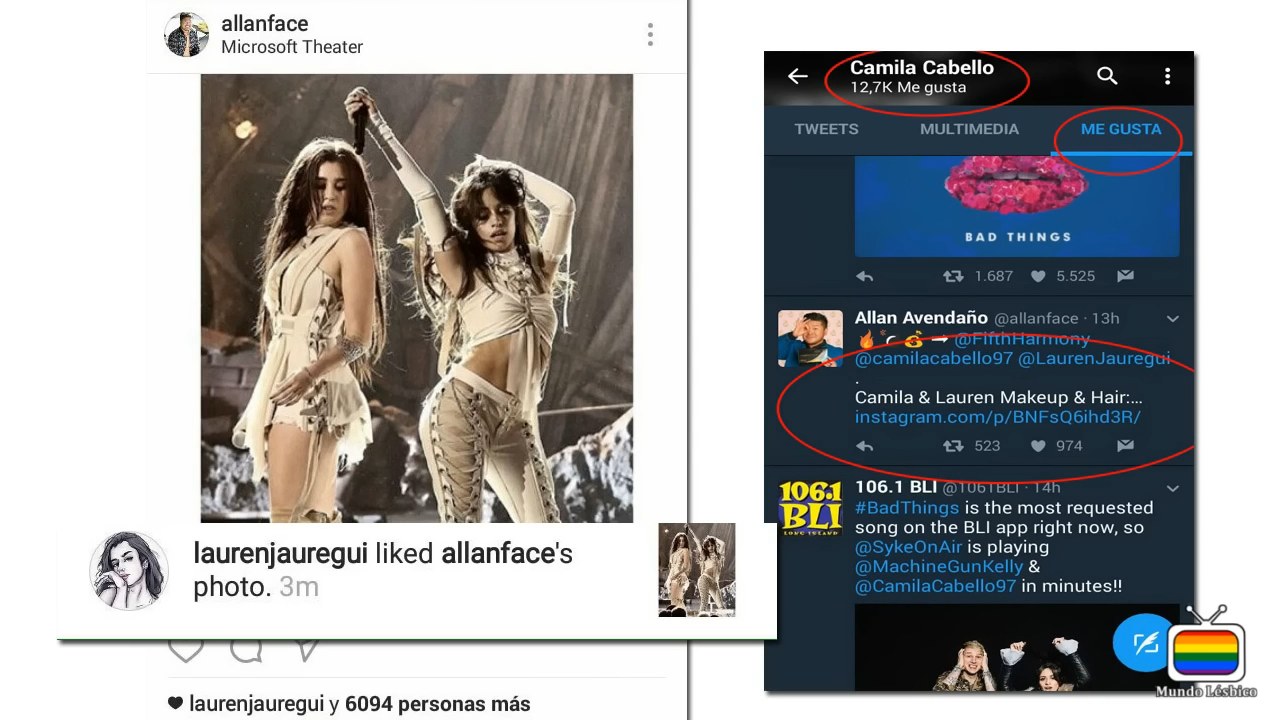 allanface
Microsoft Theater
laurenjauregui liked allanface's
photo. 3m
laurenjauregui y 6094 personas más
Camila Cabello
12,7K Me gusta
TWEETS MULTIMEDIA ME GUSTA
BAD THINGS
1.687 5.525
Allan Avendaño @allanface · 13h
@FifthHarmony
@camilacabello97 @LaurenJauregui
.
Camila & Lauren Makeup & Hair:...
instagram.com/p/BNFsQ6ihd3R/
523 974
106.1 BLI @1061BLI · 14h
106.1
BLI
LONG ISLAND
#BadThings is the most requested
song on the BLI app right now, so
@SykeOnAir is playing
@MachineGunKelly &
@CamilaCabello97 in minutes!!
Mundo Lésbico